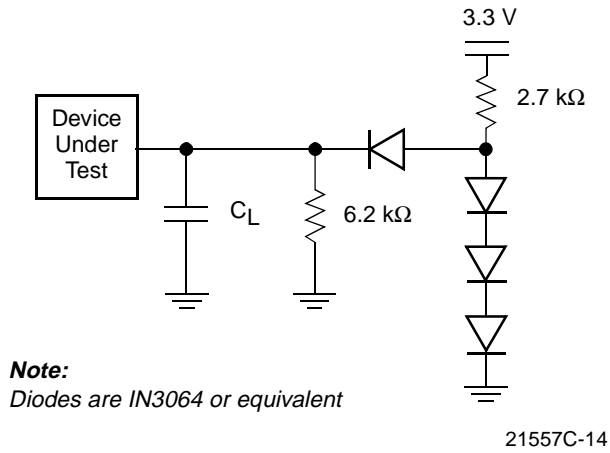 3.3 V
2.7 kΩ
Device
Under
Test
CL
6.2 kΩ
Note:
Diodes are IN3064 or equivalent
21557C-14